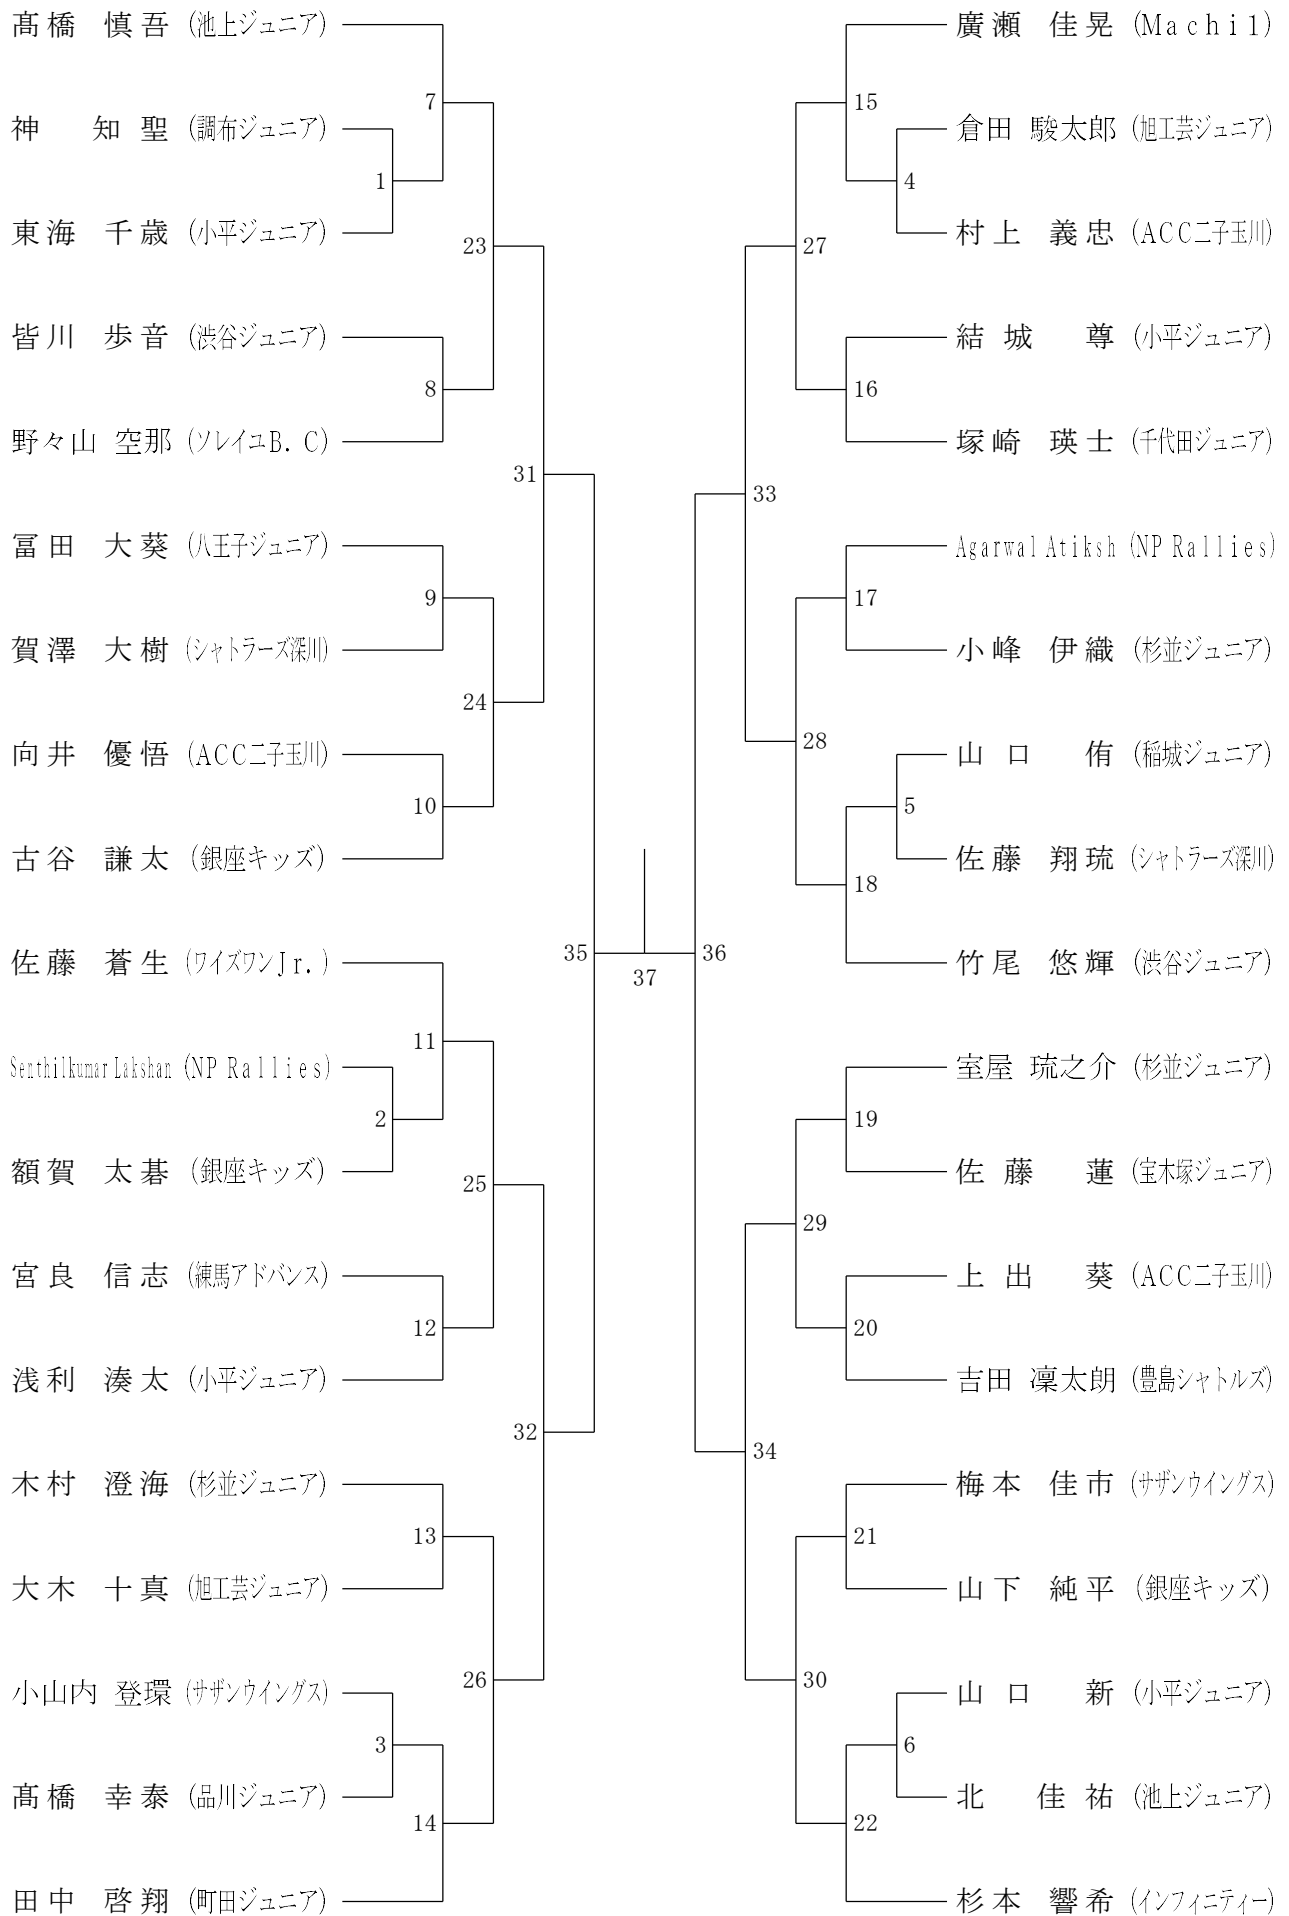 髙橋 慎吾 (池上ジュニア)
神 知聖 (調布ジュニア)
東海 千歳 (小平ジュニア)
皆川 歩音 (渋谷ジュニア)
野々山 空那 (ソレイユB.C)
冨田 大葵 (八王子ジュニア)
賀澤 大樹 (シャトラーズ深川)
向井 優悟 (ACC二子玉川)
古谷 謙太 (銀座キッズ)
佐藤 蒼生 (ワイズワンJr.)
Senthilkumar Lakshan (NP Rallies)
額賀 太碁 (銀座キッズ)
宮良 信志 (練馬アドバンス)
浅利 湊太 (小平ジュニア)
木村 澄海 (杉並ジュニア)
大木 十真 (旭工芸ジュニア)
小山内 登環 (サザンウイングス)
髙橋 幸泰 (品川ジュニア)
田中 啓翔 (町田ジュニア)
1
2
3
7
8
9
10
11
12
13
14
23
24
25
26
31
32
35
37
36
33
34
27
28
29
30
15
16
17
18
19
20
21
22
4
5
6
廣瀬 佳晃 (Machi1)
倉田 駿太郎 (旭工芸ジュニア)
村上 義忠 (ACC二子玉川)
結城 尊 (小平ジュニア)
塚崎 瑛士 (千代田ジュニア)
Agarwal Atiksh (NP Rallies)
小峰 伊織 (杉並ジュニア)
山口 侑 (稲城ジュニア)
佐藤 翔琉 (シャトラーズ深川)
竹尾 悠輝 (渋谷ジュニア)
室屋 琉之介 (杉並ジュニア)
佐藤 蓮 (宝木塚ジュニア)
上出 葵 (ACC二子玉川)
吉田 凜太朗 (豊島シャトルズ)
梅本 佳市 (サザンウイングス)
山下 純平 (銀座キッズ)
山口 新 (小平ジュニア)
北 佳祐 (池上ジュニア)
杉本 響希 (インフィニティー)